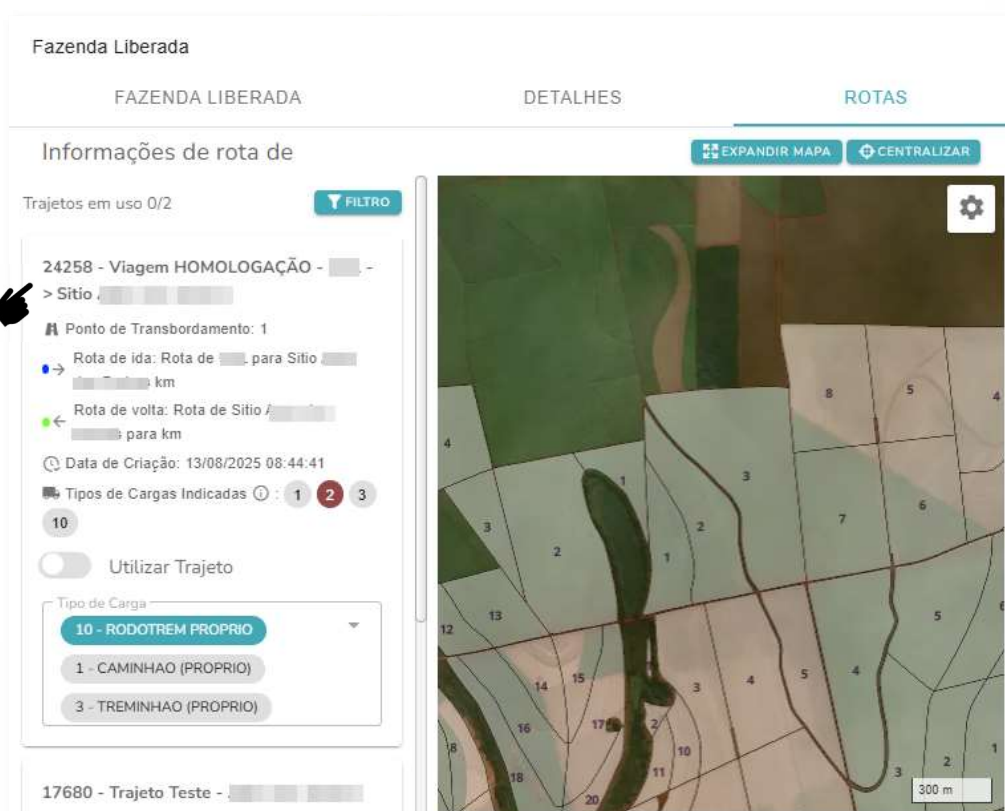 Fazenda Liberada
FAZENDA LIBERADA DETALHES ROTAS
Informações de rota de
EXPANDIR MAPA CENTRALIZAR
Trajetos em uso 0/2
FILTRO
24258 - Viagem HOMOLOGAÇÃO - -
> Sitio
Ponto de Transbordamento: 1
Rota de ida: Rota de para Sitio
km
Rota de volta: Rota de Sitio
para km
Data de Criação: 13/08/2025 08:44:41
Tipos de Cargas Indicadas : 1 2 3
10
Utilizar Trajeto
Tipo de Carga
10 - RODOTREM PROPRIO
1 - CAMINHAO (PROPRIO)
3 - TREMINHAO (PROPRIO)
17680 - Trajeto Teste -
8 5 4
4 1 3
3 2 2 1 7 6
12 13 5 6
14 15 3 4 5 4
16 17 2
8 10 2 1
18 11 3
20
300 m